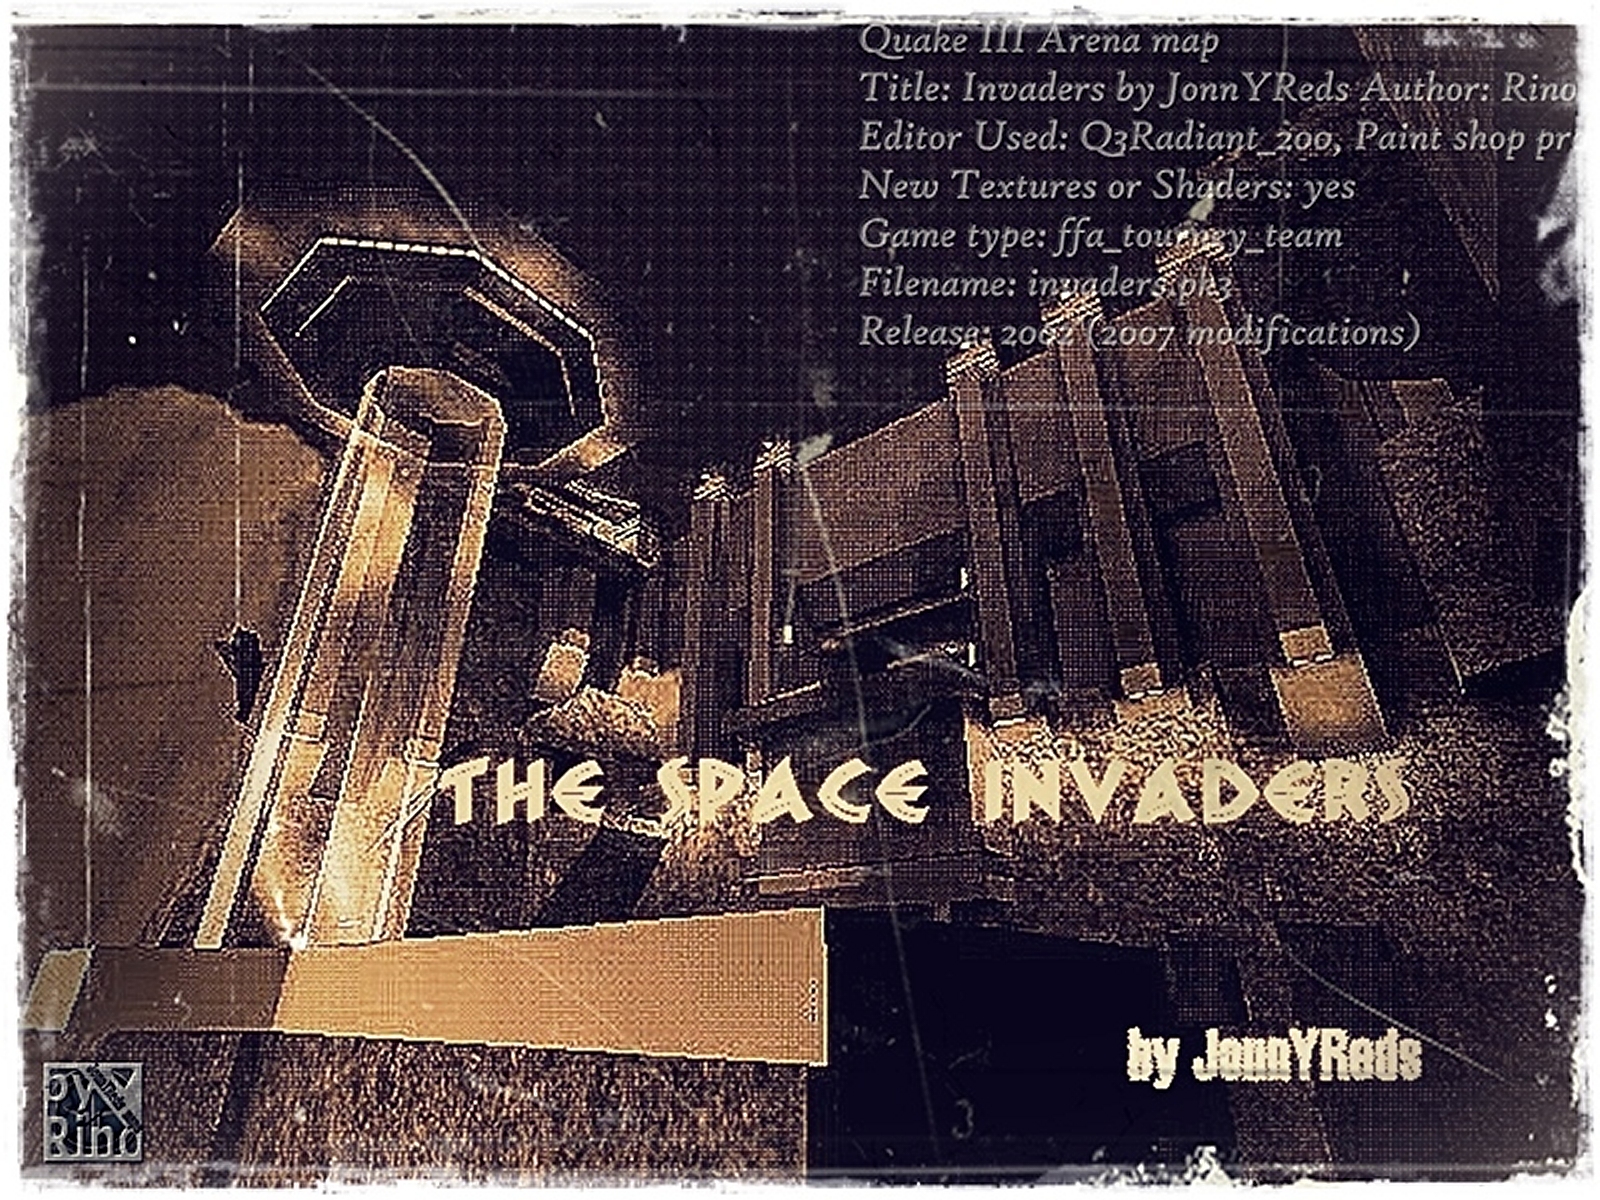 Quake III Arena map
Title: Invaders by JonnYReds Author: Rino
Editor Used: Q3Radiant_200, Paint shop pr
New Textures or Shaders: yes
Game type: ffa_tourney_team
Filename: invaders.pk3
Release: 2002 (2007 modifications)
THE SPACE INVADERS
by JonnYReds
Rino